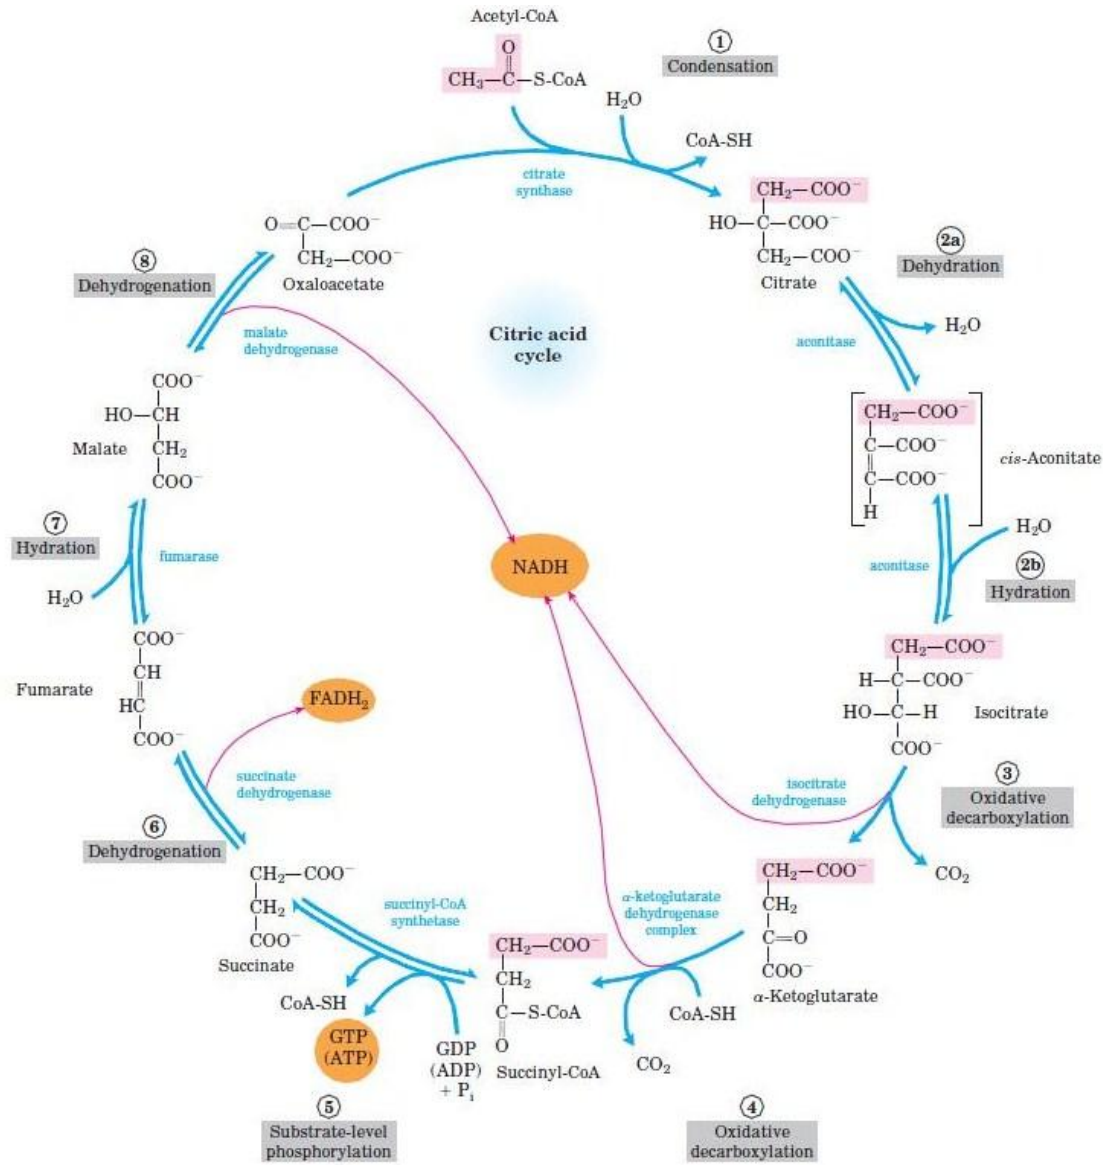 Acetyl-CoA
O
CH₃—C—S-CoA
1
Condensation
H₂O
CoA-SH
citrate
synthase
CH₂—COO⁻
HO—C—COO⁻
CH₂—COO⁻
Citrate
2a
Dehydration
H₂O
aconitase
CH₂—COO⁻
C—COO⁻
C—COO⁻
H
cis-Aconitate
H₂O
aconitase
2b
Hydration
CH₂—COO⁻
H—C—COO⁻
HO—C—H
COO⁻
Isocitrate
3
Oxidative
decarboxylation
isocitrate
dehydrogenase
CO₂
CH₂—COO⁻
CH₂
C=O
COO⁻
α-Ketoglutarate
α-ketoglutarate
dehydrogenase
complex
CoA-SH
CO₂
4
Oxidative
decarboxylation
CH₂—COO⁻
CH₂
C—S-CoA
O
Succinyl-CoA
succinyl-CoA
synthetase
GDP
(ADP)
+ Pᵢ
GTP
(ATP)
CoA-SH
5
Substrate-level
phosphorylation
CH₂—COO⁻
CH₂
COO⁻
Succinate
6
Dehydrogenation
succinate
dehydrogenase
FADH₂
COO⁻
CH
HC
COO⁻
Fumarate
7
Hydration
H₂O
fumarase
COO⁻
HO—CH
CH₂
COO⁻
Malate
8
Dehydrogenation
malate
dehydrogenase
O=C—COO⁻
CH₂—COO⁻
Oxaloacetate
Citric acid
cycle
NADH